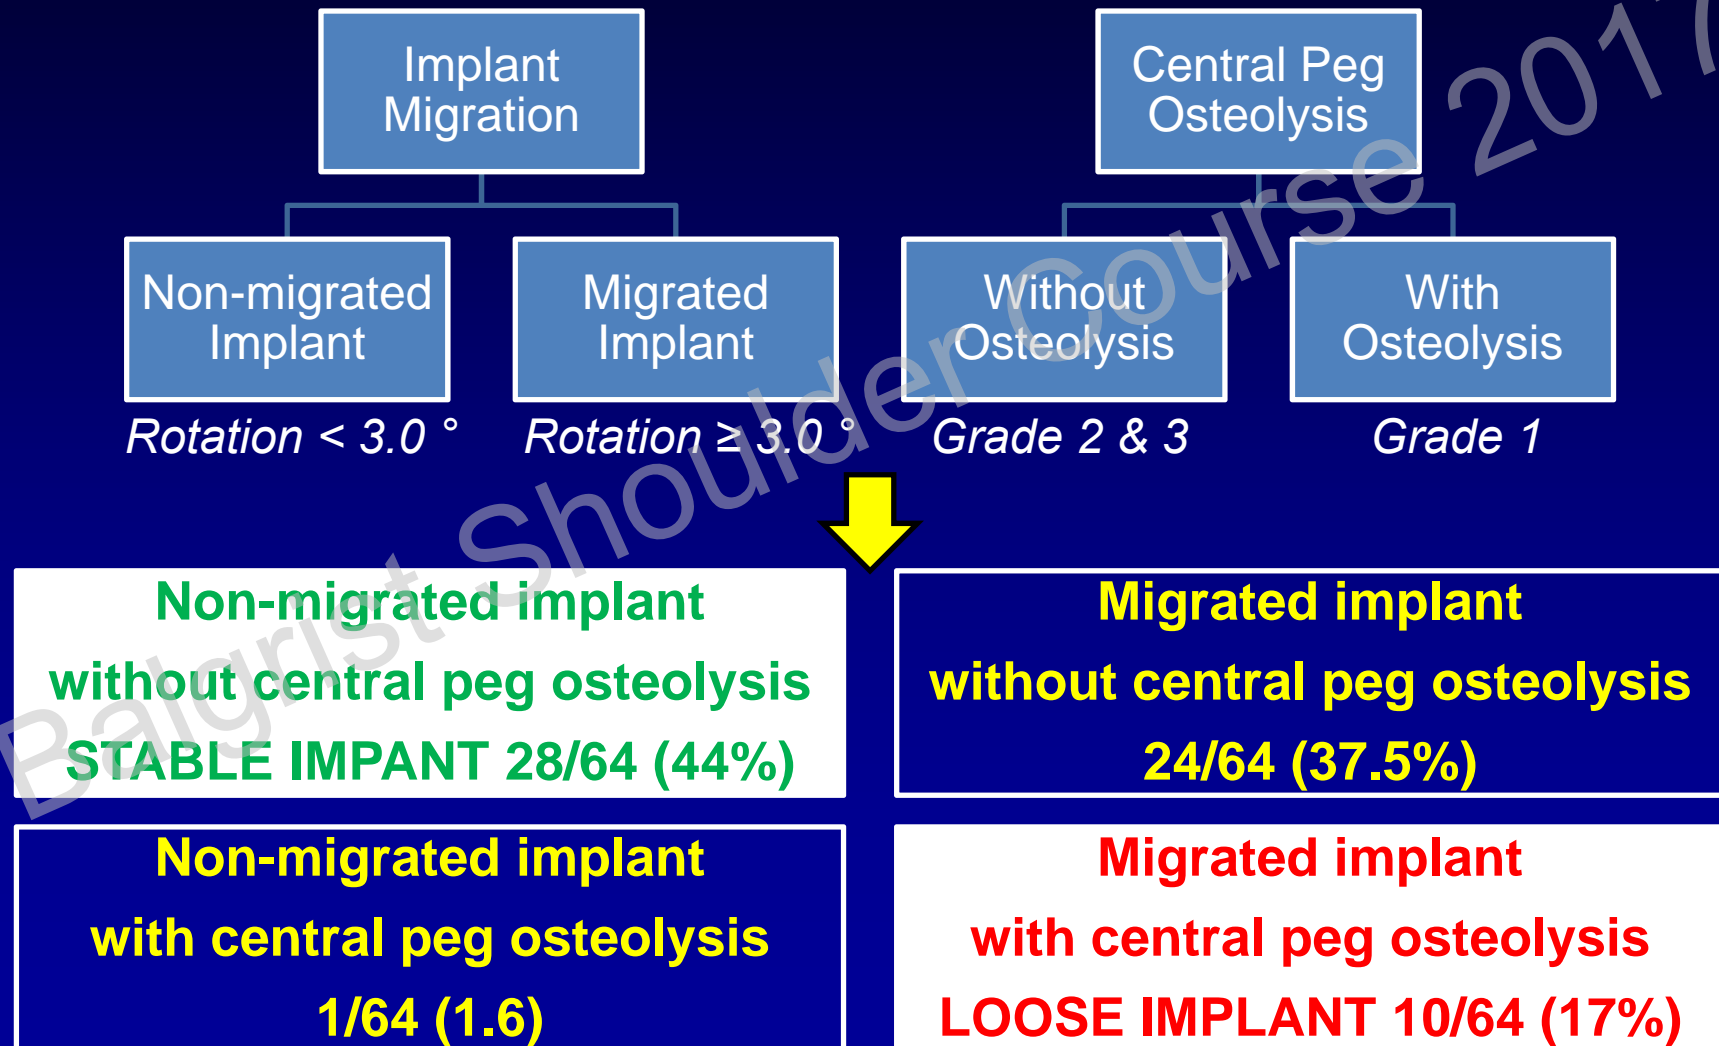 Implant
Migration
Central Peg
Osteolysis
Non-migrated
Implant
Migrated
Implant
Without
Osteolysis
With
Osteolysis
Rotation < 3.0 °
Rotation ≥ 3.0 °
Grade 2 & 3
Grade 1
Non-migrated implant
without central peg osteolysis
STABLE IMPANT 28/64 (44%)
Migrated implant
without central peg osteolysis
24/64 (37.5%)
Non-migrated implant
with central peg osteolysis
1/64 (1.6)
Migrated implant
with central peg osteolysis
LOOSE IMPLANT 10/64 (17%)
Balgrist Shoulder Course 2017